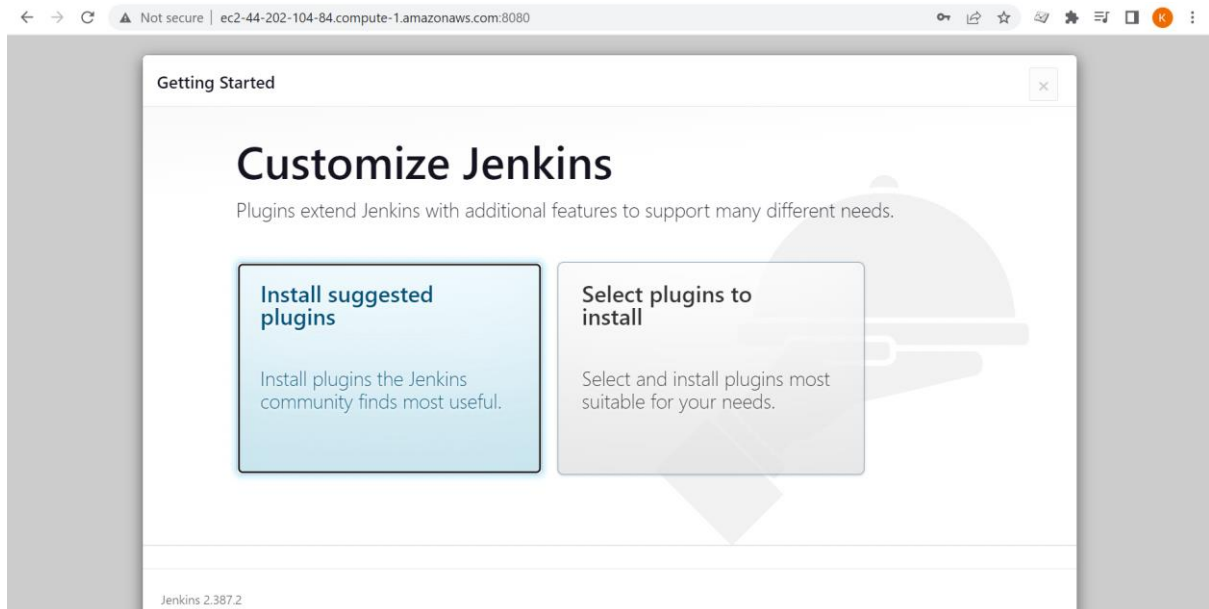 Not secure | ec2-44-202-104-84.compute-1.amazonaws.com:8080
K
Getting Started
Customize Jenkins
Plugins extend Jenkins with additional features to support many different needs.
Install suggested
plugins
Install plugins the Jenkins
community finds most useful.
Select plugins to
install
Select and install plugins most
suitable for your needs.
Jenkins 2.387.2